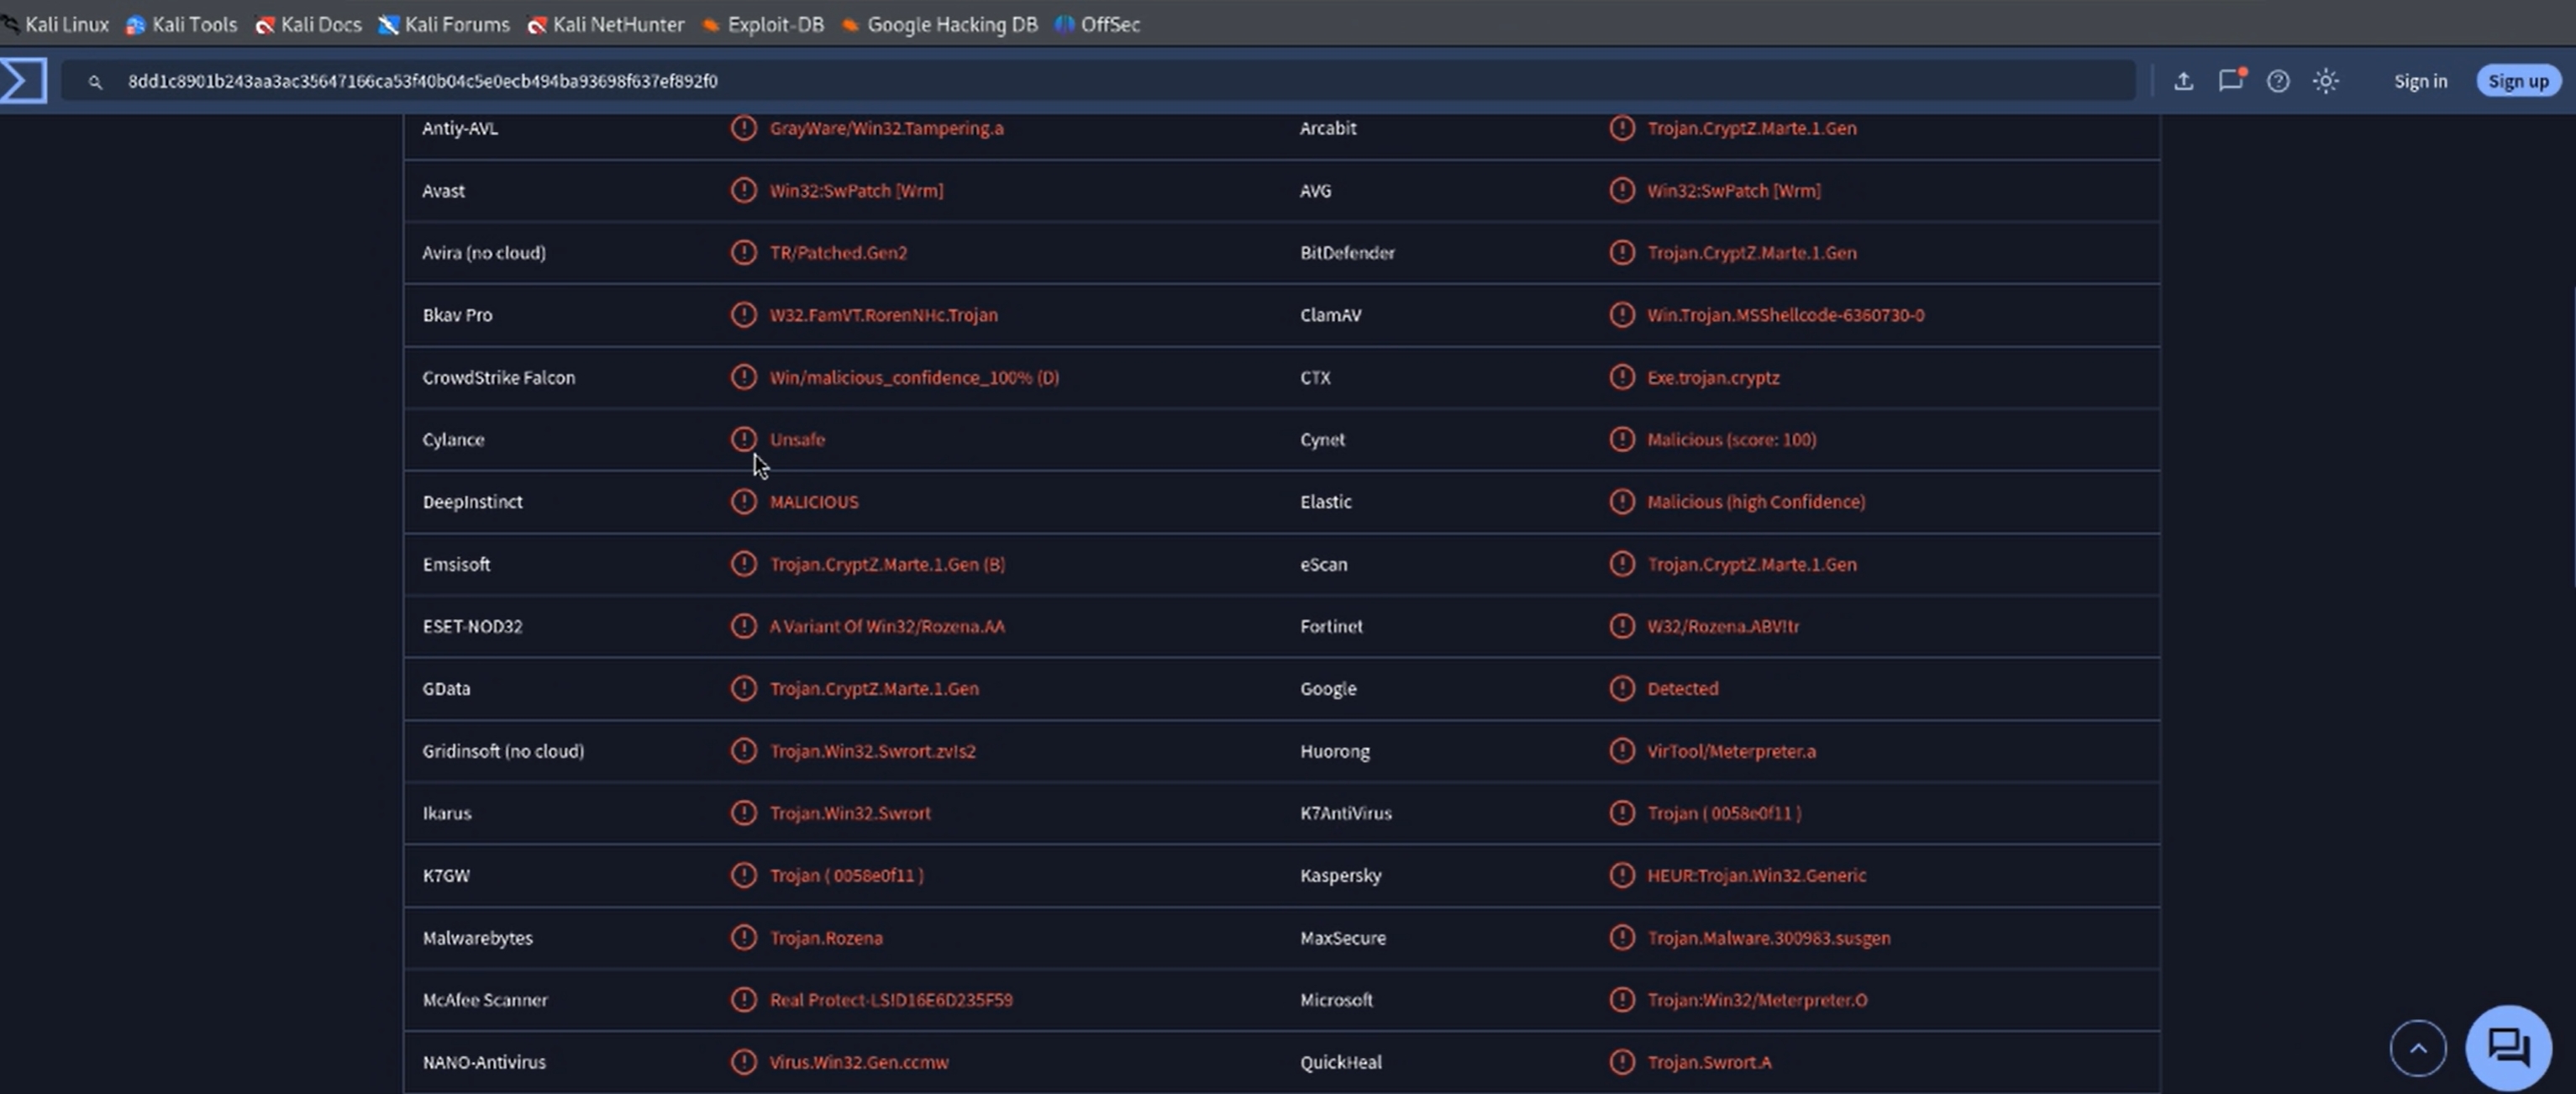 Kali Linux Kali Tools Kali Docs Kali Forums Kali NetHunter Exploit-DB Google Hacking DB OffSec
8dd1c8901b243aa3ac35647166ca53f40b04c5e0ecb494ba93698f637ef892f0 Sign in Sign up
Antiy-AVL GrayWare/Win32.Tampering.a Arcabit Trojan.CryptZ.Marte.1.Gen
Avast Win32:SwPatch [Wrm] AVG Win32:SwPatch [Wrm]
Avira (no cloud) TR/Patched.Gen2 BitDefender Trojan.CryptZ.Marte.1.Gen
Bkav Pro W32.FamVT.RorenNHc.Trojan ClamAV Win.Trojan.MSShellcode-6360730-0
CrowdStrike Falcon Win/malicious_confidence_100% (D) CTX Exe.trojan.cryptz
Cylance Unsafe Cynet Malicious (score: 100)
DeepInstinct MALICIOUS Elastic Malicious (high Confidence)
Emsisoft Trojan.CryptZ.Marte.1.Gen (B) eScan Trojan.CryptZ.Marte.1.Gen
ESET-NOD32 A Variant Of Win32/Rozena.AA Fortinet W32/Rozena.ABV!tr
GData Trojan.CryptZ.Marte.1.Gen Google Detected
Gridinsoft (no cloud) Trojan.Win32.Swrort.zv!s2 Huorong VirTool/Meterpreter.a
Ikarus Trojan.Win32.Swrort K7AntiVirus Trojan ( 0058e0f11 )
K7GW Trojan ( 0058e0f11 ) Kaspersky HEUR:Trojan.Win32.Generic
Malwarebytes Trojan.Rozena MaxSecure Trojan.Malware.300983.susgen
McAfee Scanner Real Protect-LS!D16E6D235F59 Microsoft Trojan:Win32/Meterpreter.O
NANO-Antivirus Virus.Win32.Gen.ccmw QuickHeal Trojan.Swrort.A